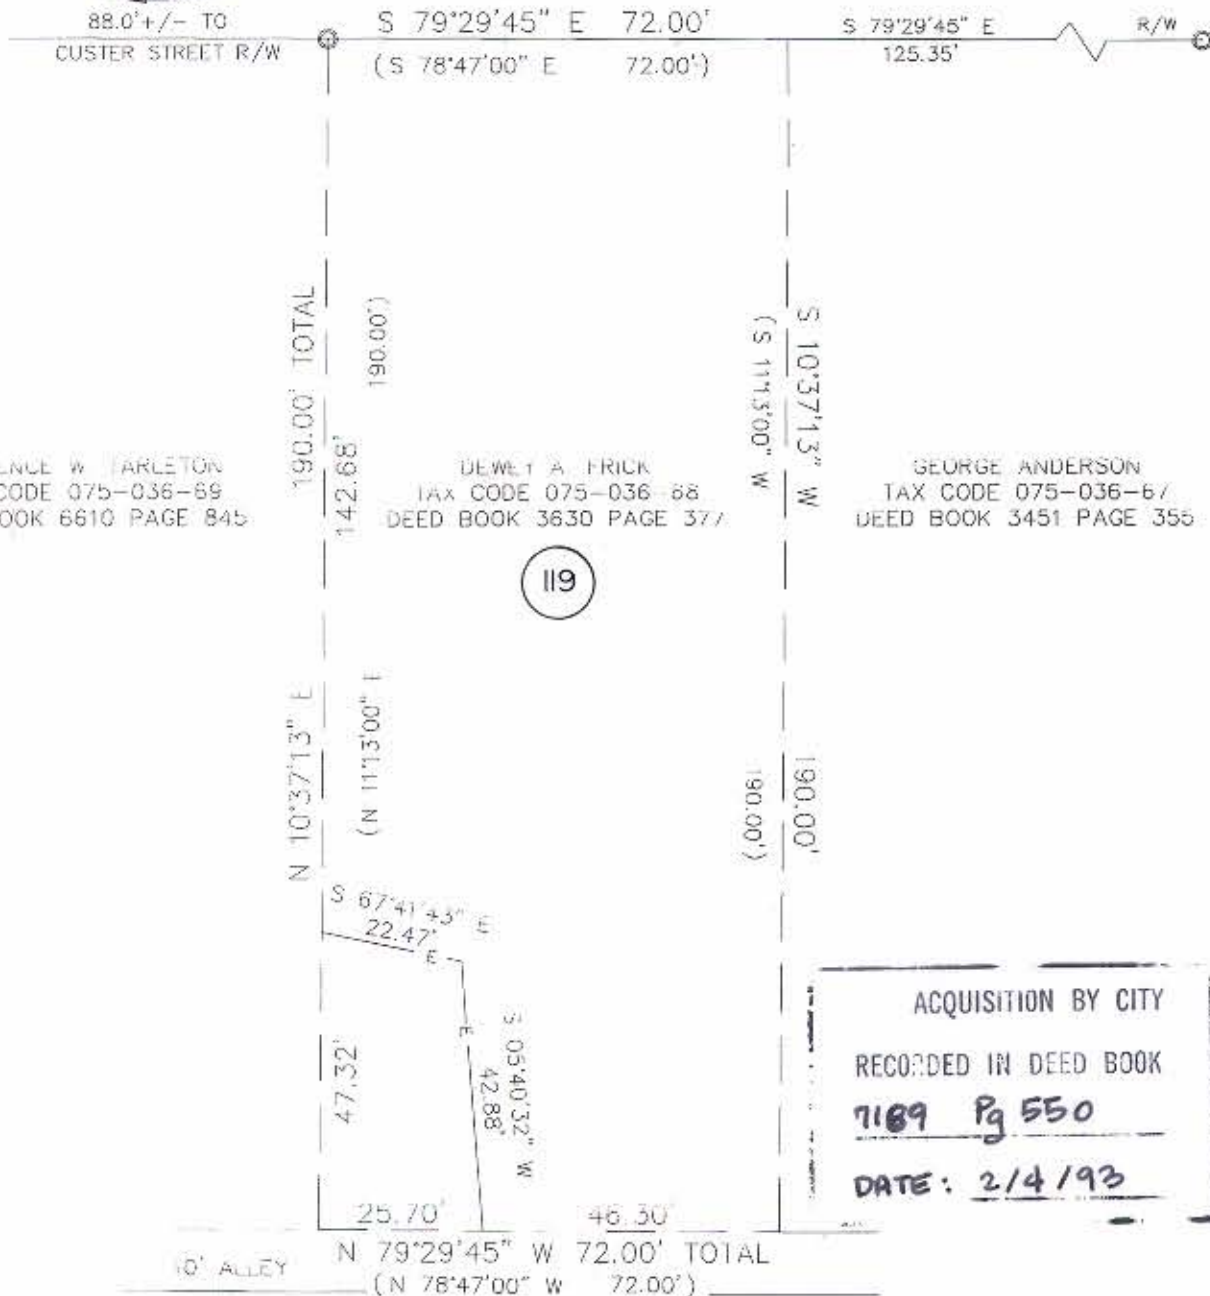 88.0'+/- TO
CUSTER STREET R/W
S 79°29'45" E 72.00'
(S 78°47'00" E 72.00')
S 79°29'45" E
125.35'
R/W
190.00' TOTAL
142.68'
190.00')
(S 11°13'00" W
S 10°37'13" W
ENCE W TARLETON
CODE 075-036-69
OOK 6610 PAGE 845
DEWEY A FRICK
TAX CODE 075-036-68
DEED BOOK 3630 PAGE 377
119
GEORGE ANDERSON
TAX CODE 075-036-67
DEED BOOK 3451 PAGE 355
N 10°37'13" E
(N 11°13'00" E
190.00')
190.00'
S 67°41'43" E
22.47'
E
E
47.32'
S 05°40'32" W
42.88'
25.70'
46.30'
N 79°29'45" W 72.00' TOTAL
(N 78°47'00" W 72.00')
10' ALLEY
ACQUISITION BY CITY
RECORDED IN DEED BOOK
7189 Pg 550
DATE: 2/4/93